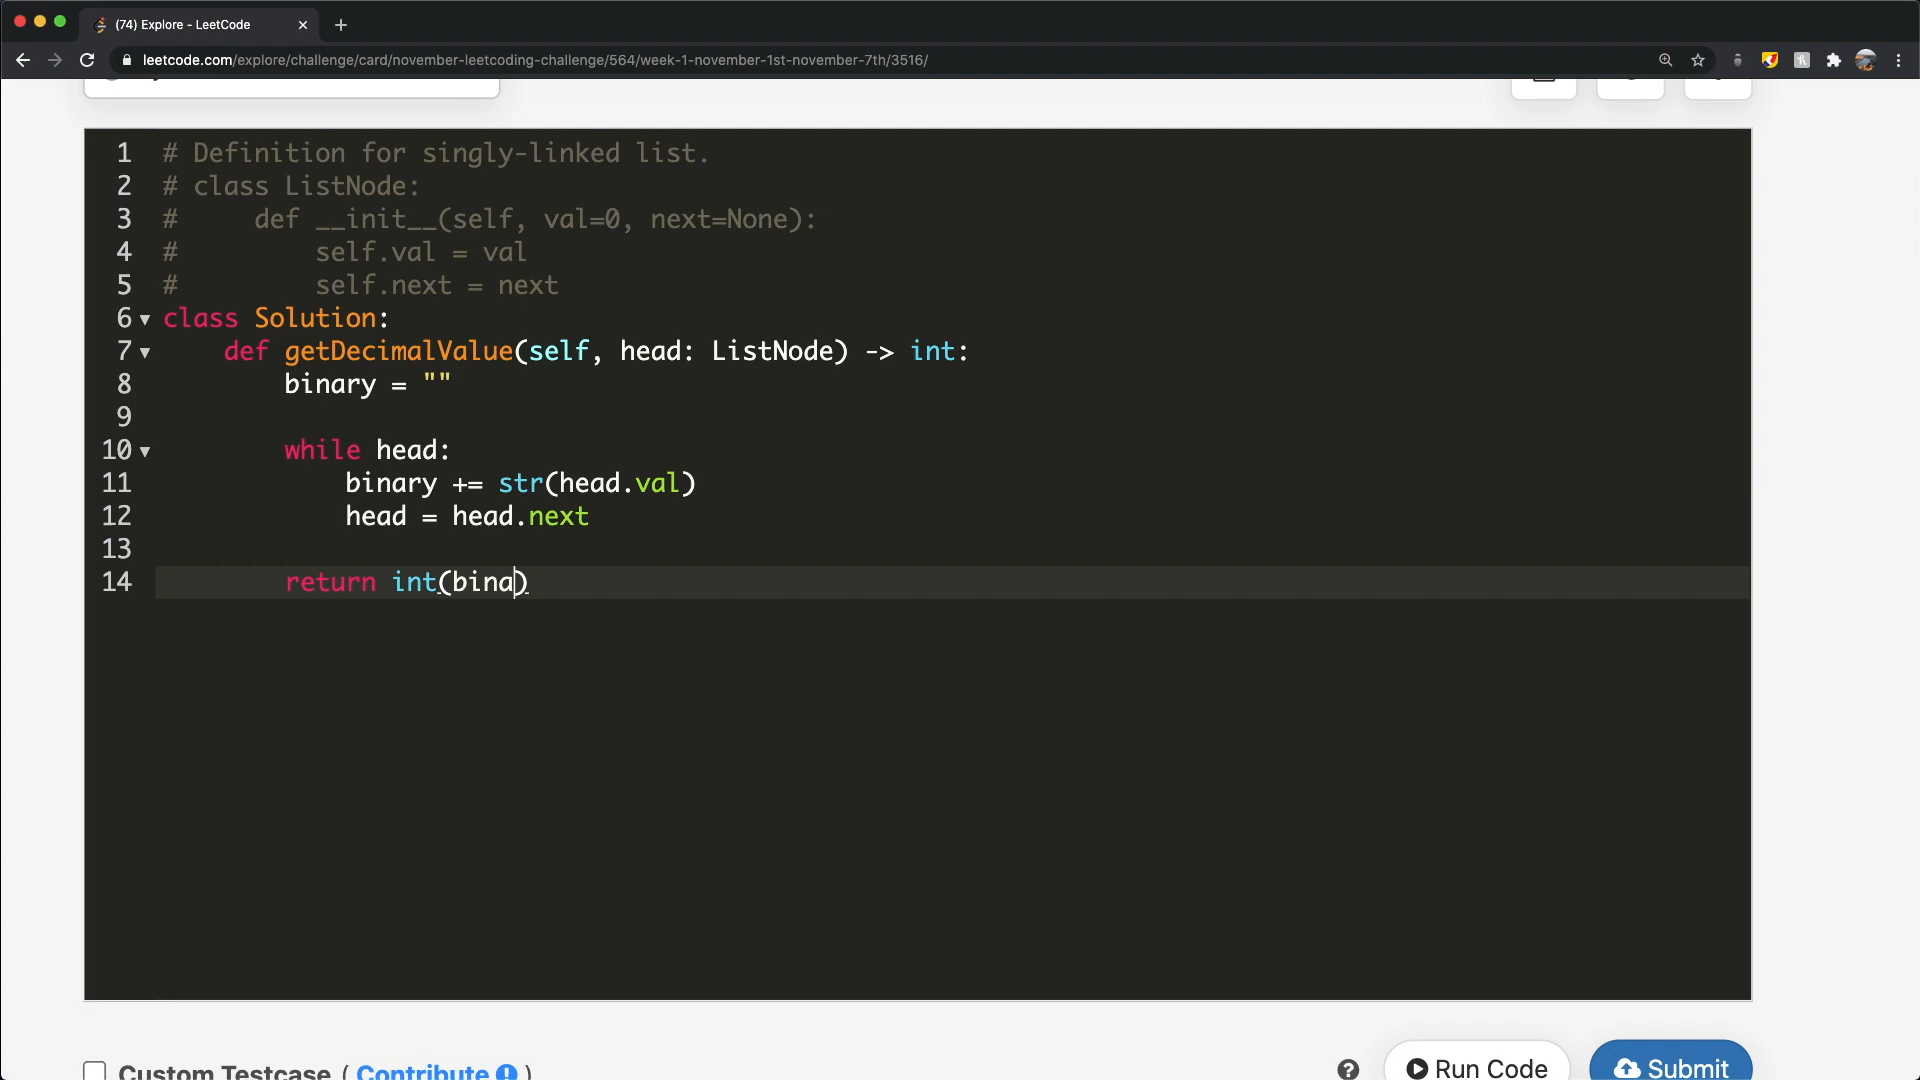 (74) Explore - LeetCode
leetcode.com/explore/challenge/card/november-leetcoding-challenge/564/week-1-november-1st-november-7th/3516/
1 # Definition for singly-linked list.
2 # class ListNode:
3 #     def __init__(self, val=0, next=None):
4 #         self.val = val
5 #         self.next = next
6 class Solution:
7     def getDecimalValue(self, head: ListNode) -> int:
8         binary = ""
9
10         while head:
11             binary += str(head.val)
12             head = head.next
13
14         return int(bina)
Custom Testcase ( Contribute )
Run Code
Submit